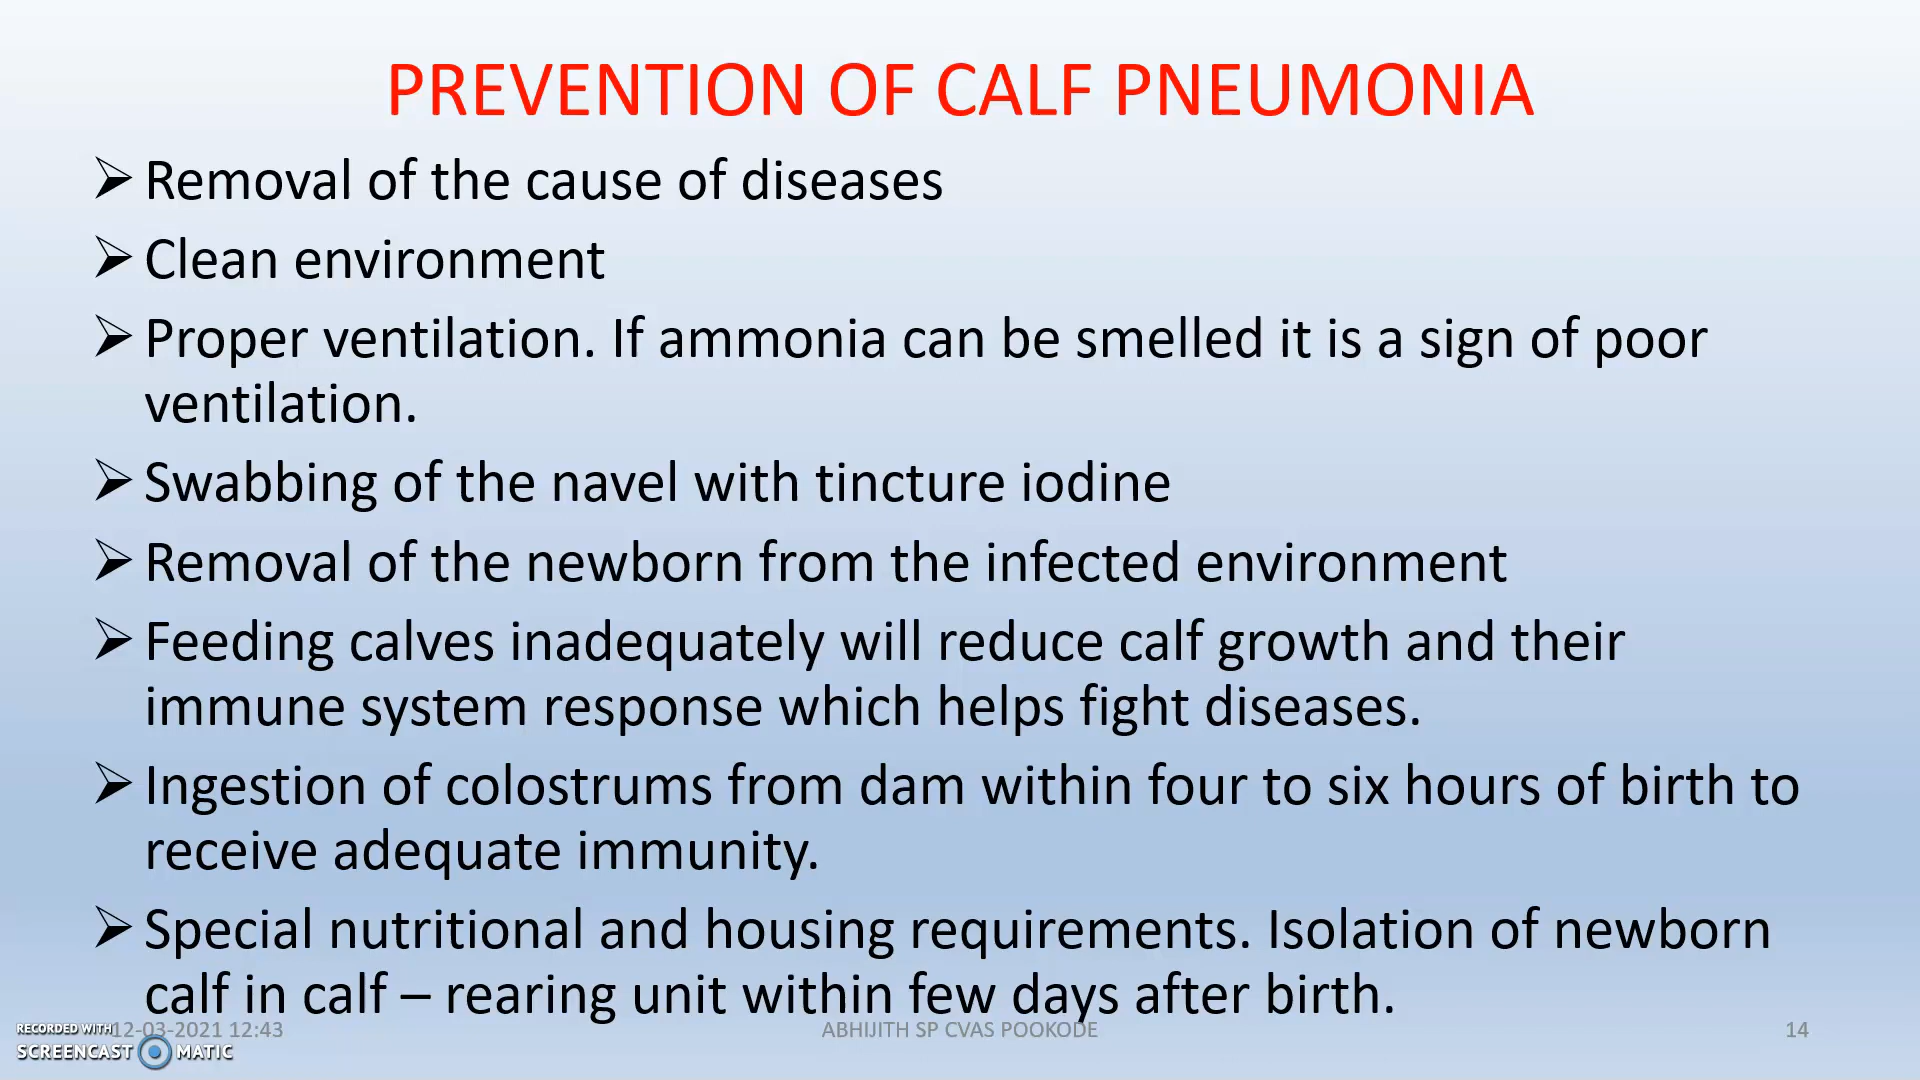 PREVENTION OF CALF PNEUMONIA
➢Removal of the cause of diseases
➢Clean environment
➢Proper ventilation. If ammonia can be smelled it is a sign of poor
ventilation.
➢Swabbing of the navel with tincture iodine
➢Removal of the newborn from the infected environment
➢Feeding calves inadequately will reduce calf growth and their
immune system response which helps fight diseases.
➢Ingestion of colostrums from dam within four to six hours of birth to
receive adequate immunity.
➢Special nutritional and housing requirements. Isolation of newborn
calf in calf – rearing unit within few days after birth.
RECORDED WITH
12-03-2021 12:43
ABHIJITH SP CVAS POOKODE
14
SCREENCAST MATIC